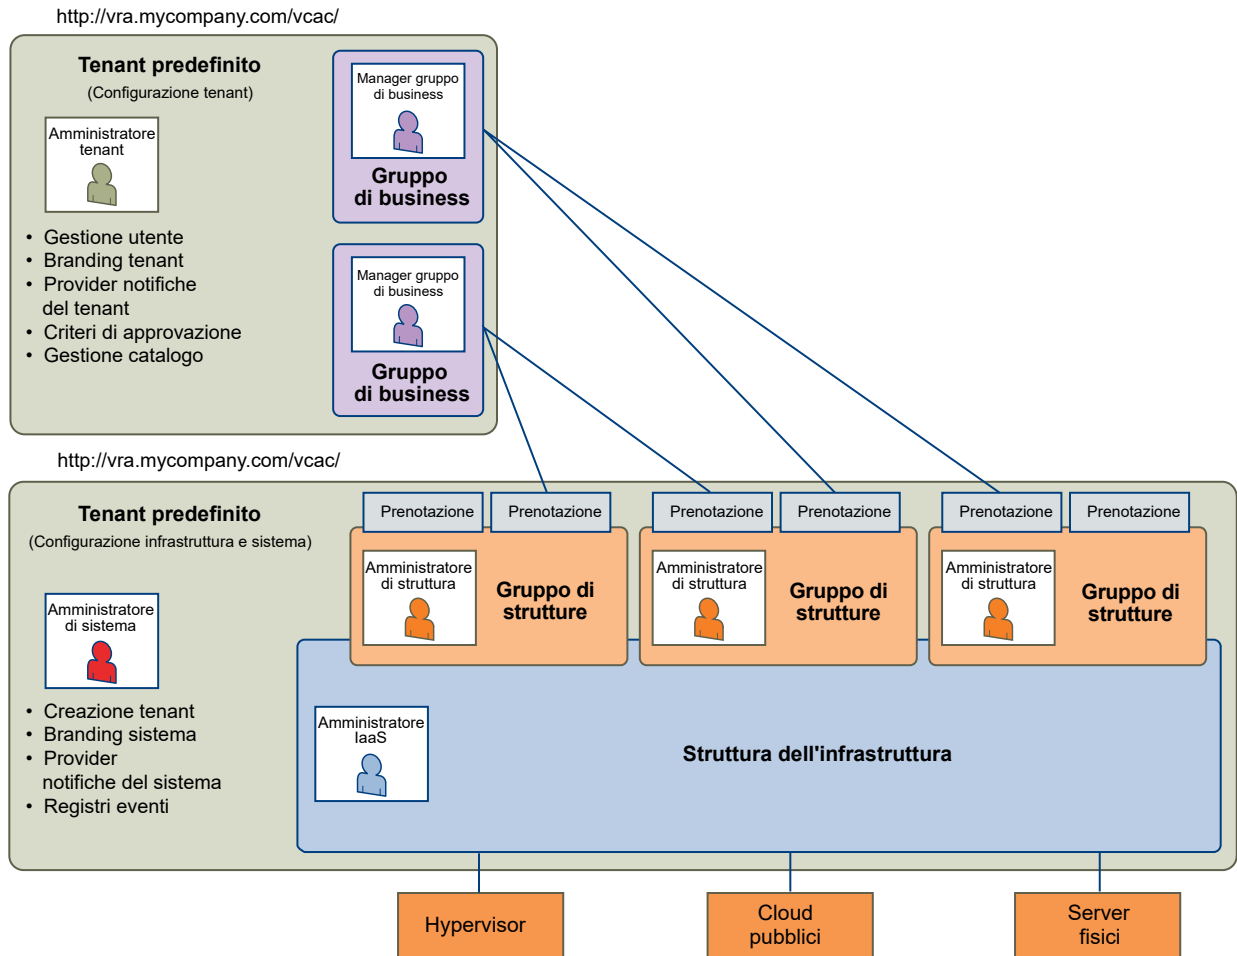 http://vra.mycompany.com/vcac/
Tenant predefinito
(Configurazione tenant)
Amministratore
tenant
• Gestione utente
• Branding tenant
• Provider notifiche
del tenant
• Criteri di approvazione
• Gestione catalogo
Manager gruppo
di business
Gruppo
di business
Manager gruppo
di business
Gruppo
di business
http://vra.mycompany.com/vcac/
Tenant predefinito
(Configurazione infrastruttura e sistema)
Amministratore
di sistema
• Creazione tenant
• Branding sistema
• Provider
notifiche del sistema
• Registri eventi
Prenotazione
Prenotazione
Amministratore
di struttura
Gruppo di
strutture
Prenotazione
Prenotazione
Amministratore
di struttura
Gruppo di
strutture
Prenotazione
Prenotazione
Amministratore
di struttura
Gruppo di
strutture
Amministratore
IaaS
Struttura dell'infrastruttura
Hypervisor
Cloud
pubblici
Server
fisici